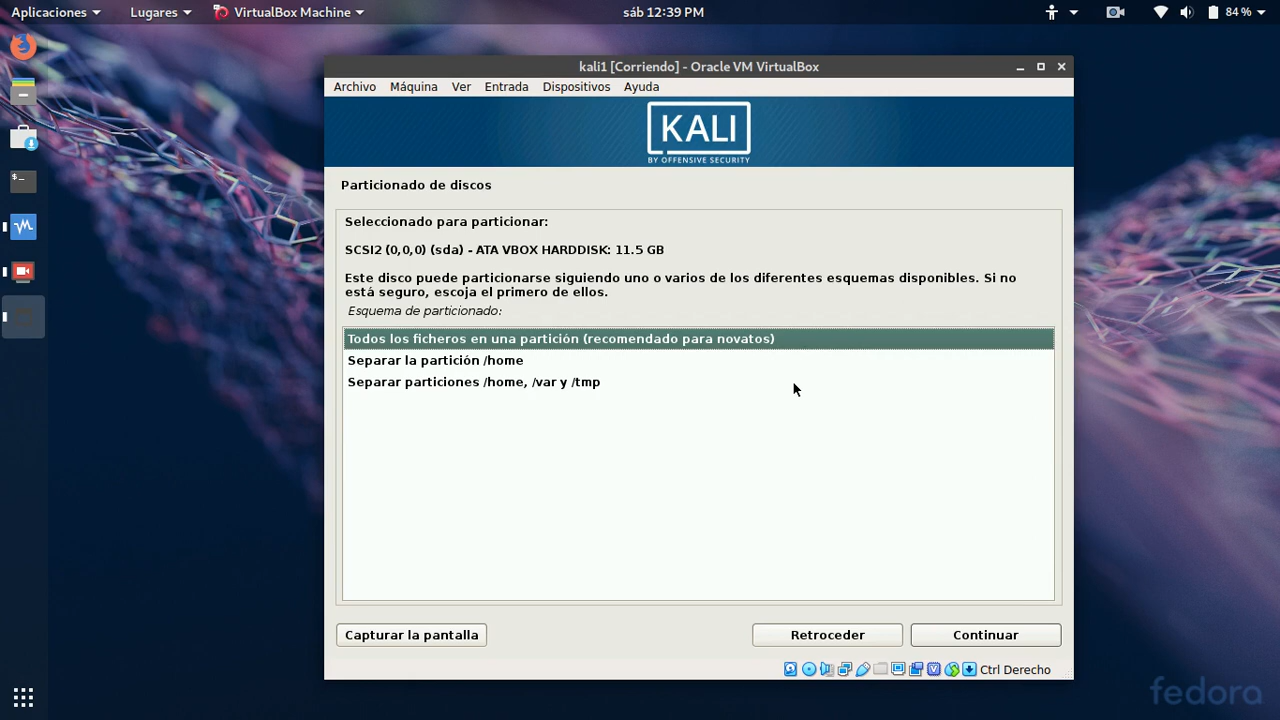 Aplicaciones Lugares VirtualBox Machine sáb 12:39 PM 84 %
kali1 [Corriendo] - Oracle VM VirtualBox
Archivo Máquina Ver Entrada Dispositivos Ayuda
KALI
BY OFFENSIVE SECURITY
Particionado de discos
Seleccionado para particionar:
SCSI2 (0,0,0) (sda) - ATA VBOX HARDDISK: 11.5 GB
Este disco puede particionarse siguiendo uno o varios de los diferentes esquemas disponibles. Si no
está seguro, escoja el primero de ellos.
Esquema de particionado:
Todos los ficheros en una partición (recomendado para novatos)
Separar la partición /home
Separar particiones /home, /var y /tmp
Capturar la pantalla Retroceder Continuar
Ctrl Derecho
fedora